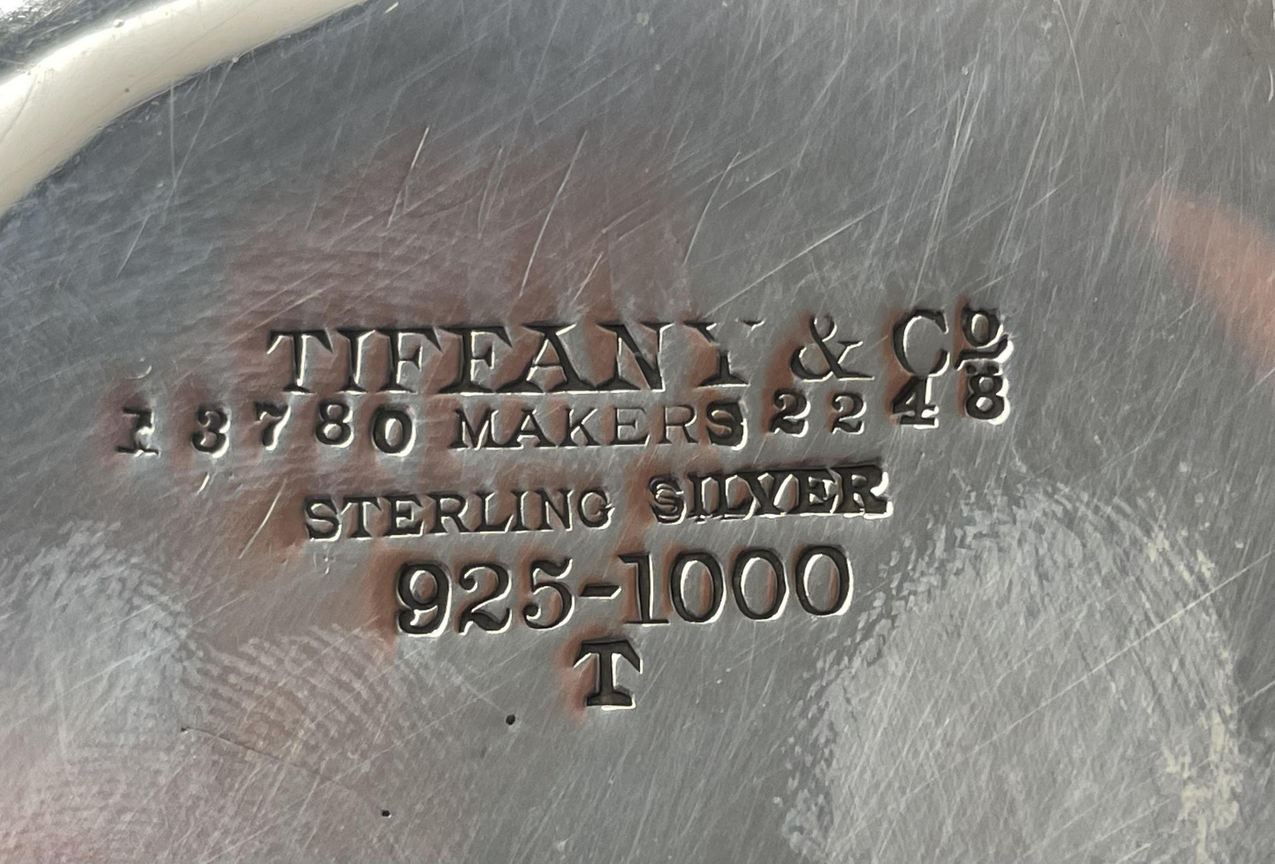 TIFFANY & Co
13780 MAKERS 2248
STERLING SILVER
925-1000
T